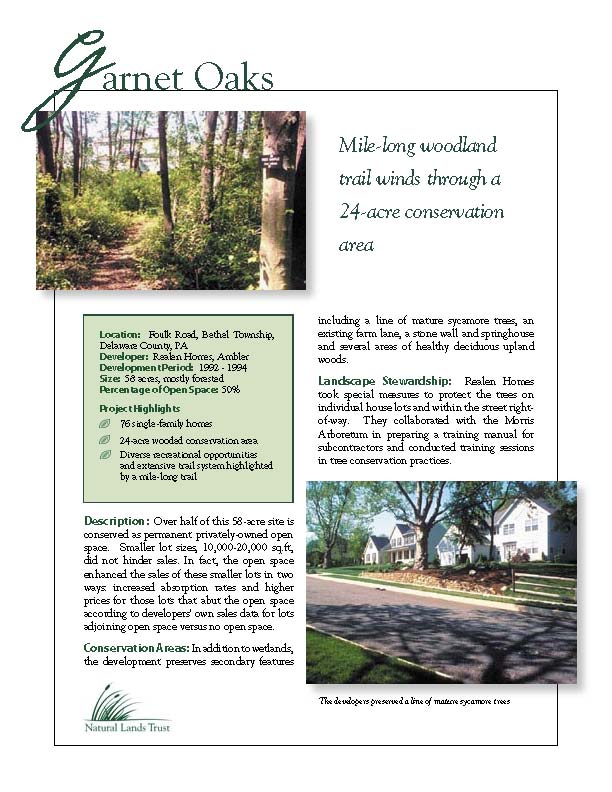 Garnet Oaks
Mile-long woodland
trail winds through a
24-acre conservation
area
Location: Foulk Road, Bethel Township,
Delaware County, PA
Developer: Realen Homes, Ambler
Development Period: 1992 - 1994
Size: 58 acres, mostly forested
Percentage of Open Space: 50%
Project Highlights
76 single-family homes
24-acre wooded conservation area
Diverse recreational opportunities
and extensive trail system highlighted
by a mile-long trail
Description: Over half of this 58-acre site is
conserved as permanent privately-owned open
space. Smaller lot sizes, 10,000-20,000 sq.ft,
did not hinder sales. In fact, the open space
enhanced the sales of these smaller lots in two
ways: increased absorption rates and higher
prices for those lots that abut the open space
according to developers' own sales data for lots
adjoining open space versus no open space.
Conservation Areas: In addition to wetlands,
the development preserves secondary features
including a line of mature sycamore trees, an
existing farm lane, a stone wall and springhouse
and several areas of healthy deciduous upland
woods.
Landscape Stewardship: Realen Homes
took special measures to protect the trees on
individual house lots and within the street right-
of-way. They collaborated with the Morris
Arboretum in preparing a training manual for
subcontractors and conducted training sessions
in tree conservation practices.
The developers preserved a line of mature sycamore trees
Natural Lands Trust